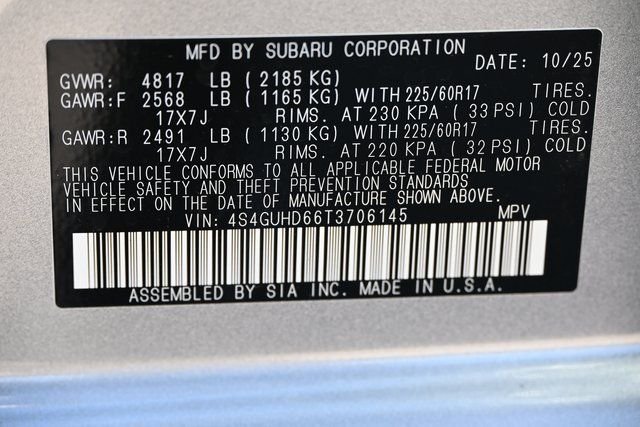 MFD BY SUBARU CORPORATION
DATE: 10/25
GVWR: 4817 LB (2185 KG)
GAWR:F 2568 LB (1165 KG) WITH 225/60R17 TIRES.
17X7J RIMS. AT 230 KPA (33 PSI) COLD
GAWR:R 2491 LB (1130 KG) WITH 225/60R17 TIRES.
17X7J RIMS. AT 220 KPA (32 PSI) COLD
THIS VEHICLE CONFORMS TO ALL APPLICABLE FEDERAL MOTOR
VEHICLE SAFETY AND THEFT PREVENTION STANDARDS
IN EFFECT ON THE DATE OF MANUFACTURE SHOWN ABOVE.
VIN: 4S4GUHD66T3706145 MPV
ASSEMBLED BY SIA INC. MADE IN U.S.A.